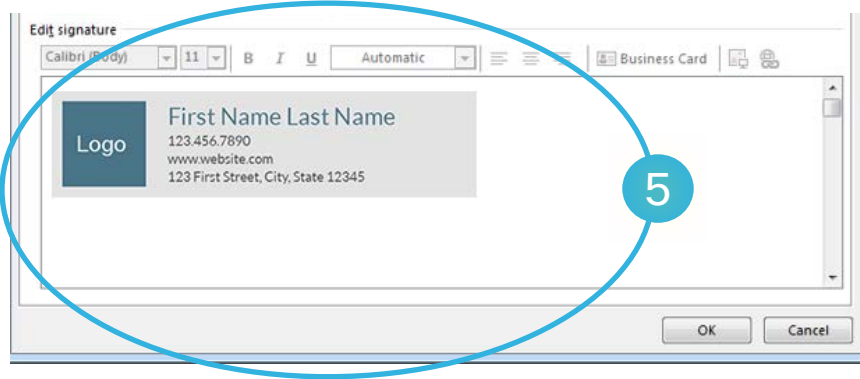 Edit signature
Calibri (Body) 11 B I U Automatic Business Card
Logo
First Name Last Name
123.456.7890
www.website.com
123 First Street, City, State 12345
5
OK Cancel